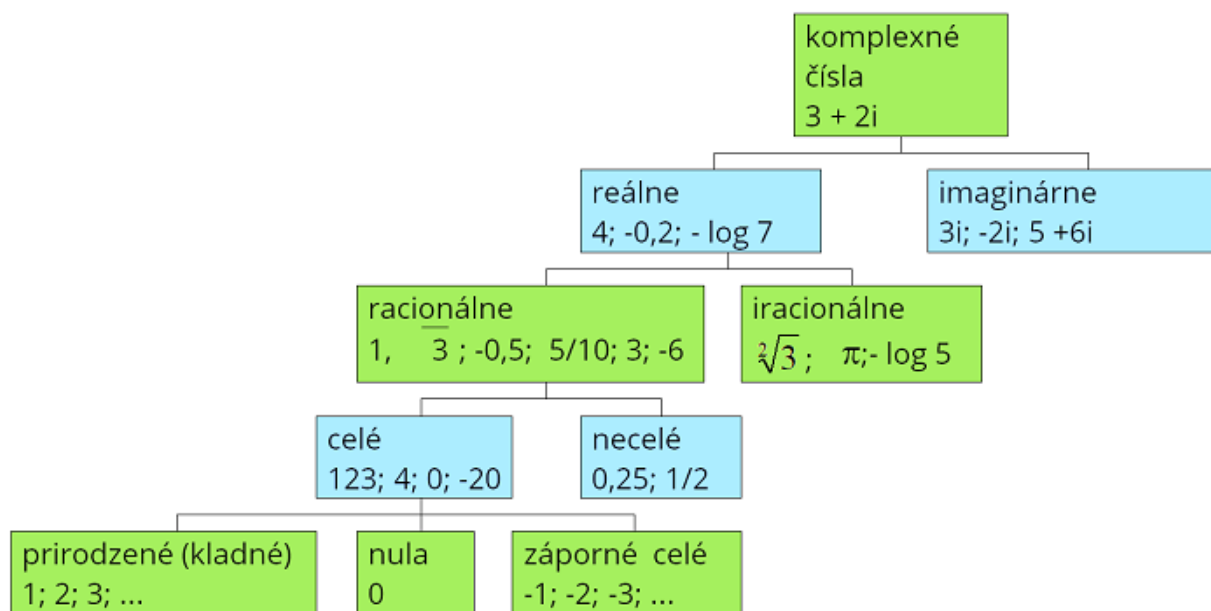 komplexné
čísla
3 + 2i
reálne
4; -0,2; - log 7
imaginárne
3i; -2i; 5 +6i
racionálne
1, 3̅ ; -0,5; 5/10; 3; -6
iracionálne
²√3 ; π;- log 5
celé
123; 4; 0; -20
necelé
0,25; 1/2
prirodzené (kladné)
1; 2; 3; ...
nula
0
záporné celé
-1; -2; -3; ...